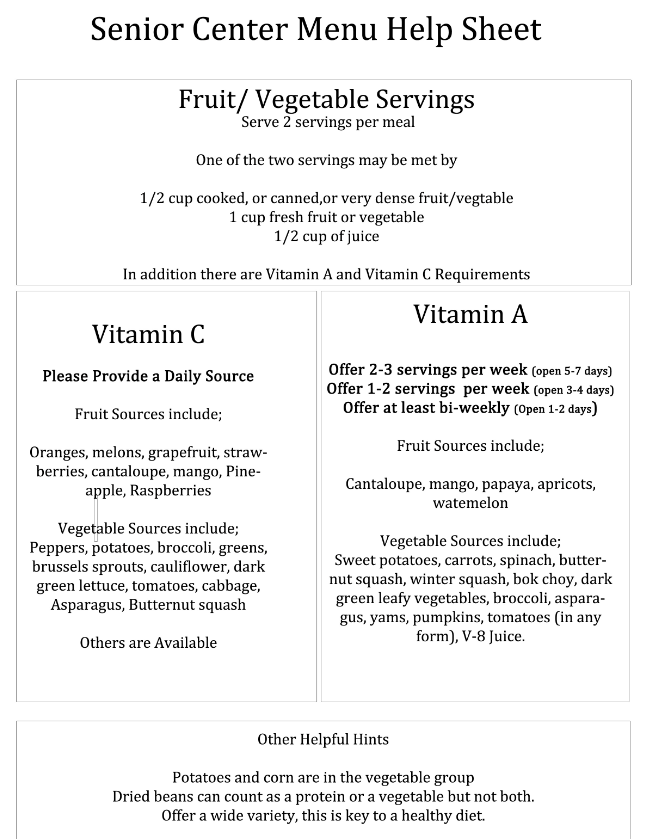 Senior Center Menu Help Sheet
Fruit/ Vegetable Servings
Serve 2 servings per meal
One of the two servings may be met by
1/2 cup cooked, or canned,or very dense fruit/vegtable
1 cup fresh fruit or vegetable
1/2 cup of juice
In addition there are Vitamin A and Vitamin C Requirements
Vitamin C
Please Provide a Daily Source
Fruit Sources include;
Oranges, melons, grapefruit, straw-
berries, cantaloupe, mango, Pine-
apple, Raspberries
Vegetable Sources include;
Peppers, potatoes, broccoli, greens,
brussels sprouts, cauliflower, dark
green lettuce, tomatoes, cabbage,
Asparagus, Butternut squash
Others are Available
Vitamin A
Offer 2-3 servings per week (open 5-7 days)
Offer 1-2 servings  per week (open 3-4 days)
Offer at least bi-weekly (Open 1-2 days)
Fruit Sources include;
Cantaloupe, mango, papaya, apricots,
watemelon
Vegetable Sources include;
Sweet potatoes, carrots, spinach, butter-
nut squash, winter squash, bok choy, dark
green leafy vegetables, broccoli, aspara-
gus, yams, pumpkins, tomatoes (in any
form), V-8 Juice.
Other Helpful Hints
Potatoes and corn are in the vegetable group
Dried beans can count as a protein or a vegetable but not both.
Offer a wide variety, this is key to a healthy diet.